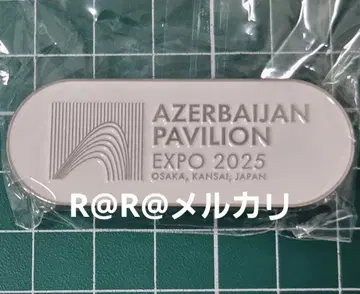 AZERBAIJAN
PAVILION
EXPO 2025
OSAKA, KANSAI, JAPAN
R@R@メルカリ